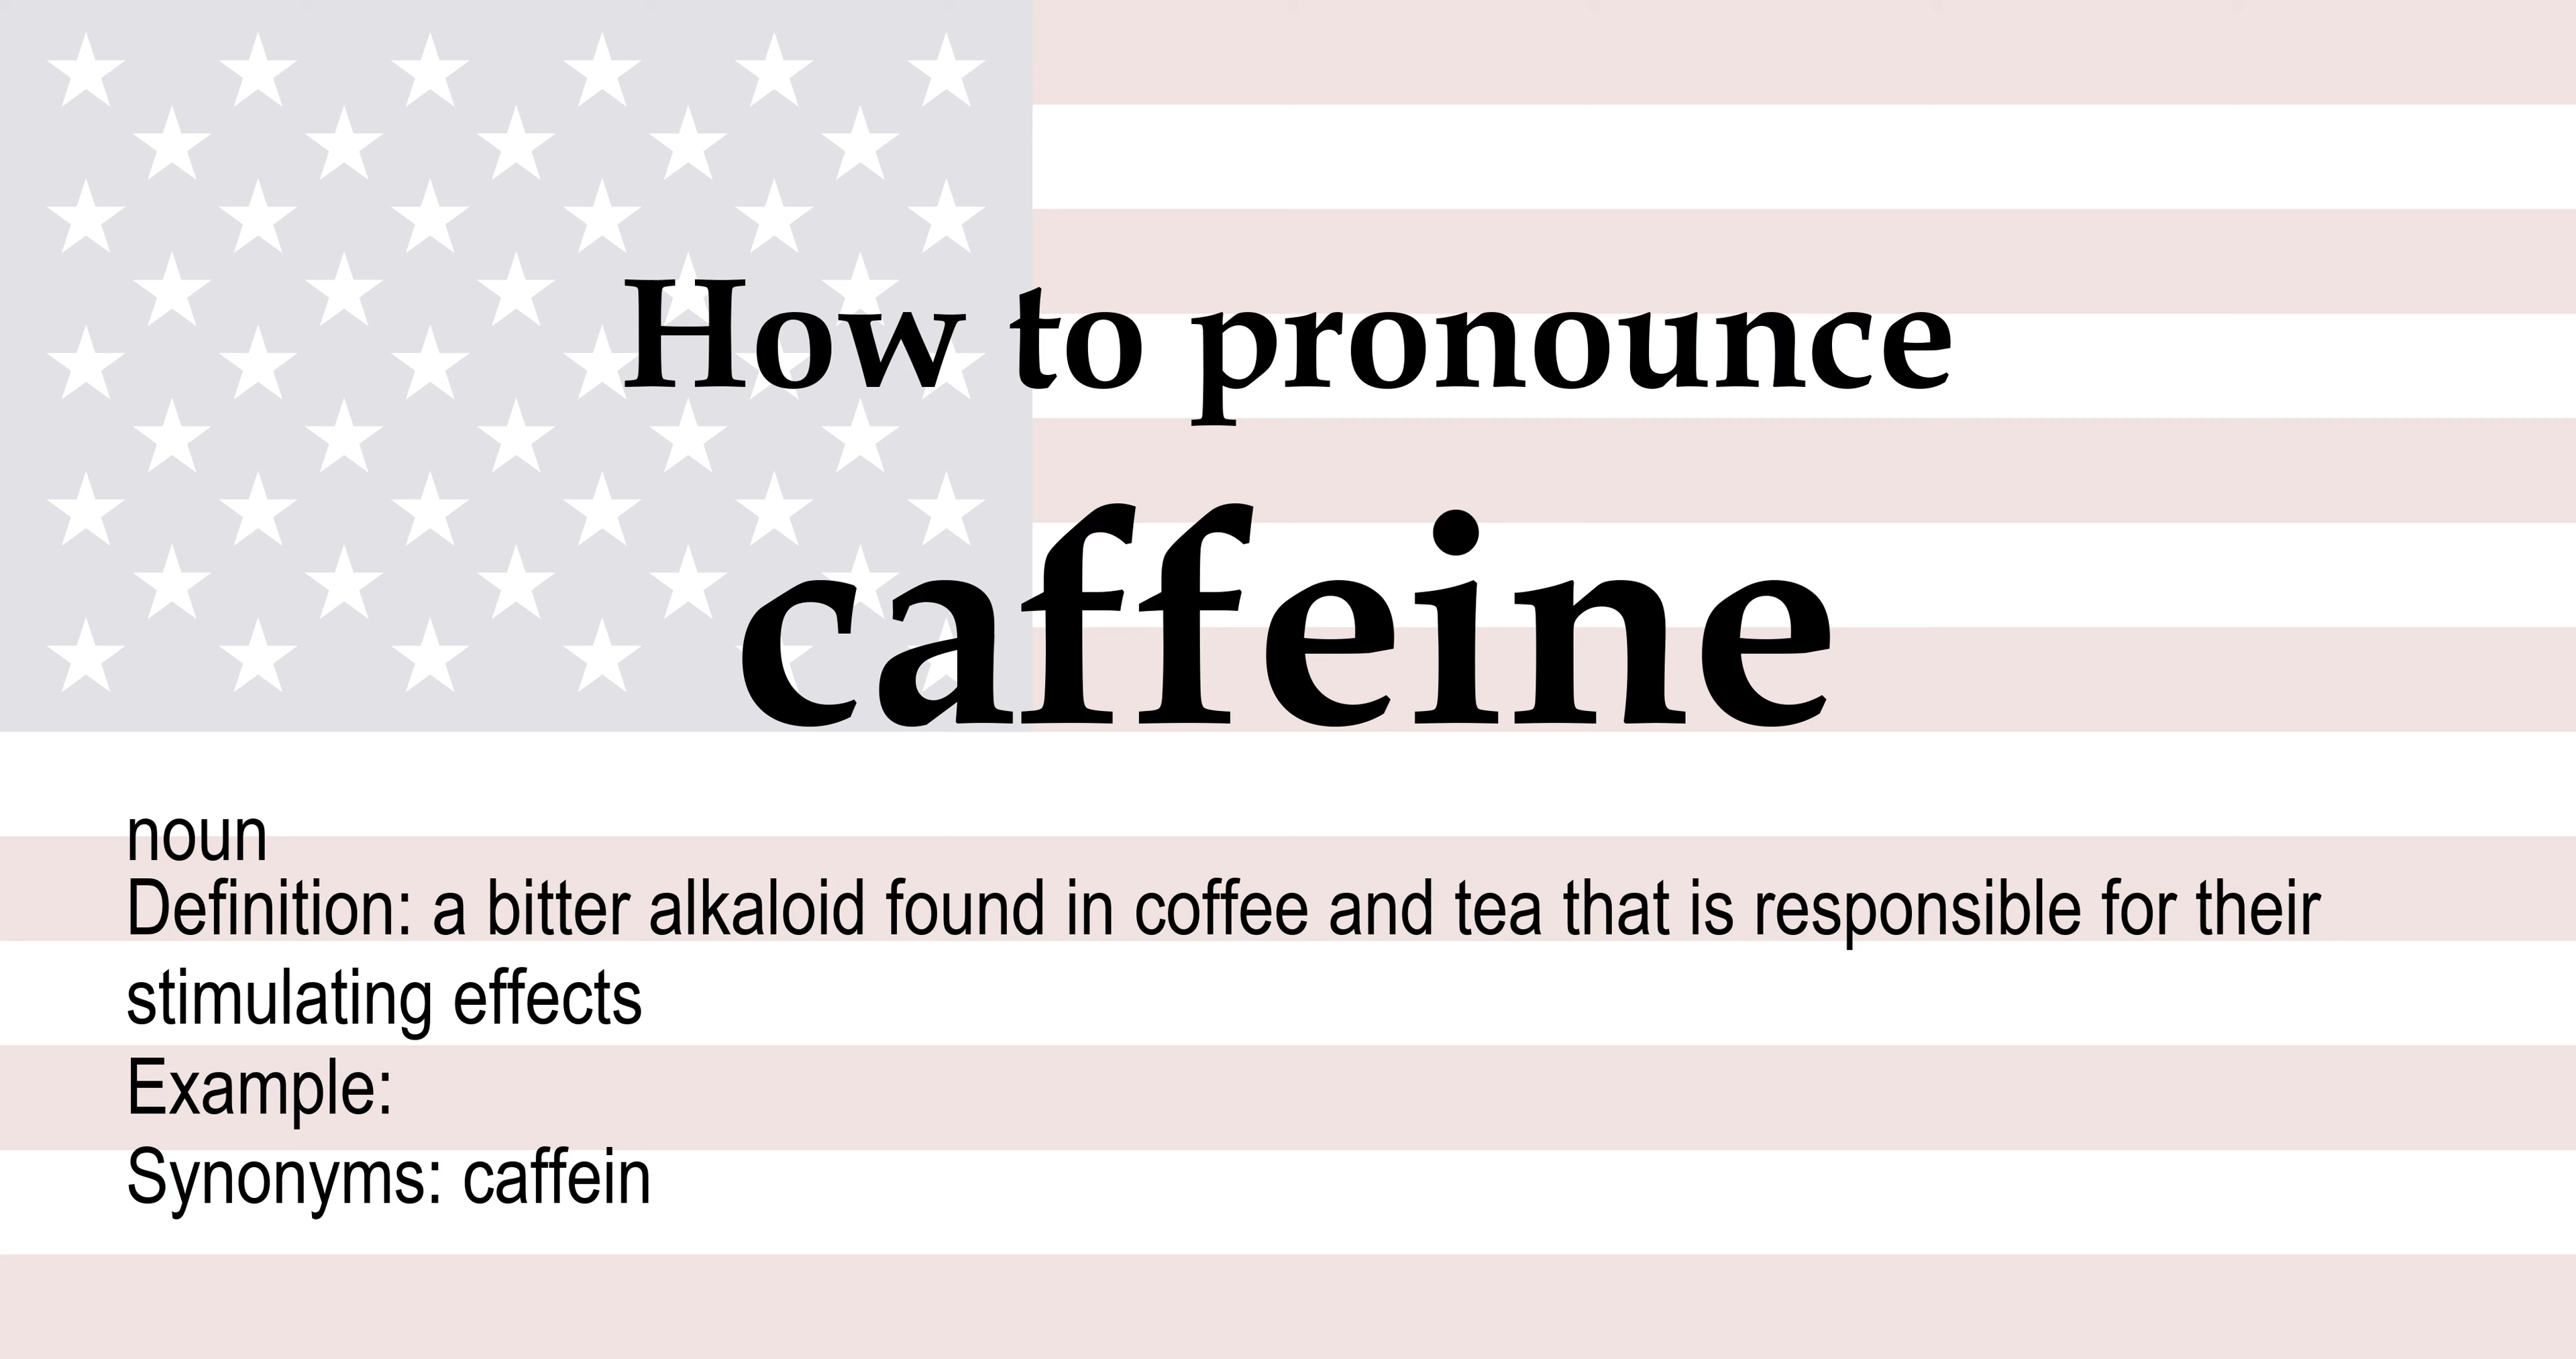 How to pronounce
caffeine
noun
Definition: a bitter alkaloid found in coffee and tea that is responsible for their
stimulating effects
Example:
Synonyms: caffein